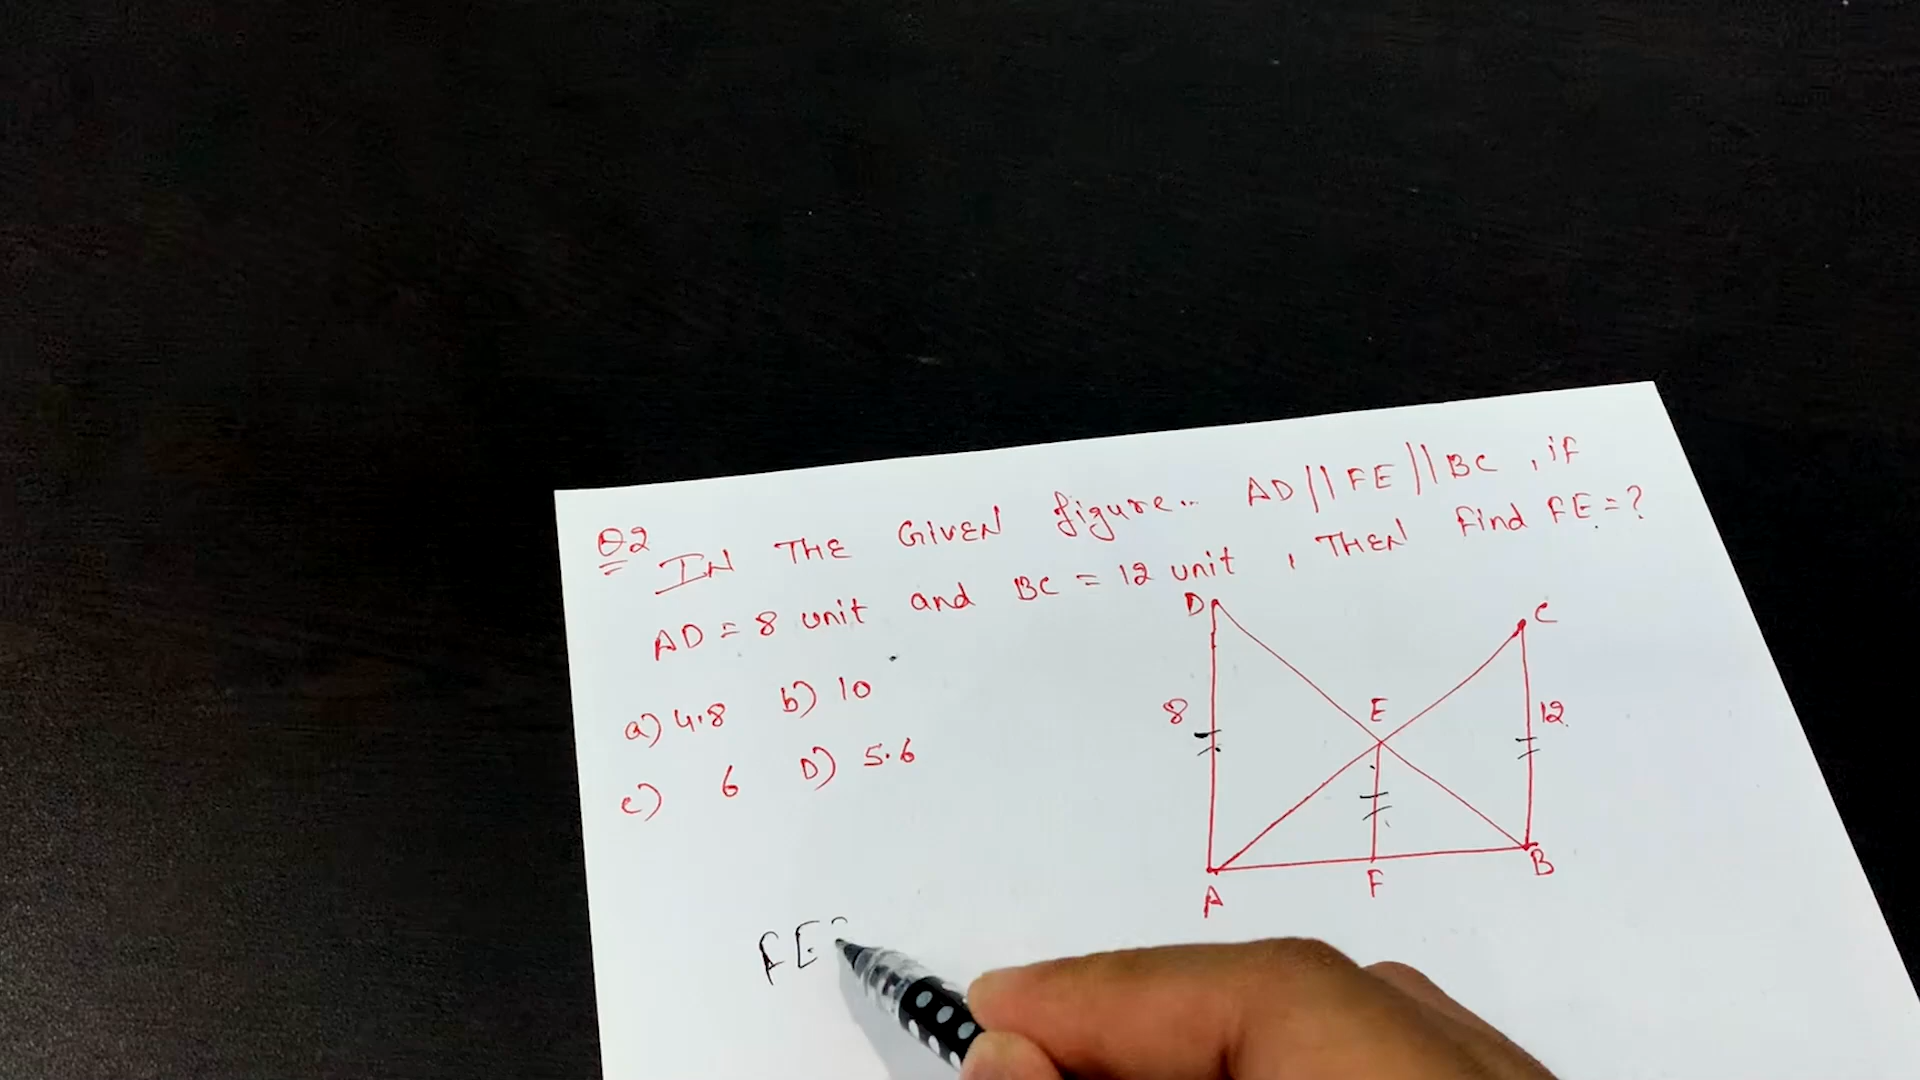 Q2
IN THE GIVEN figure.. AD||FE||BC , if
AD = 8 unit and BC = 12 unit , THEN Find FE = ?
a) 4.8 b) 10
c) 6 D) 5.6
D
C
8
E
12
A
F
B
FE